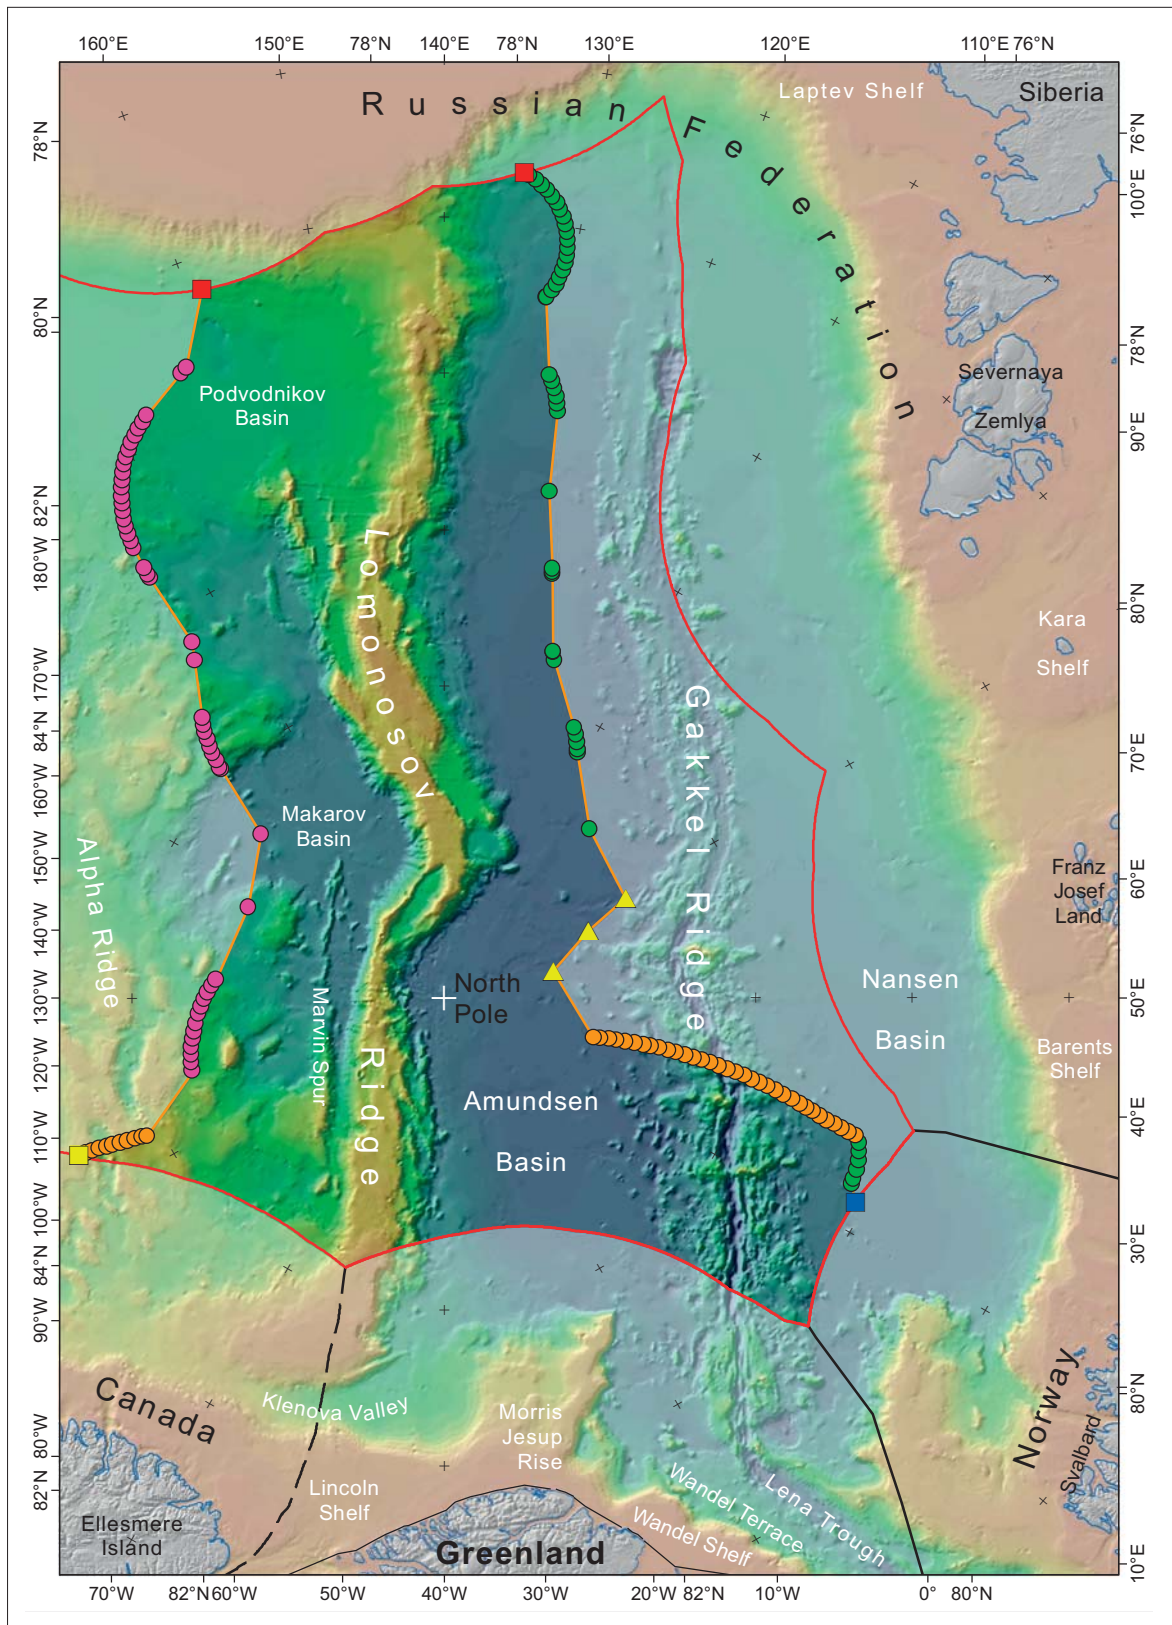 160°E 150°E 78°N 140°E 78°N 130°E 120°E 110°E 76°N
Russian Federation
Laptev Shelf
Siberia
78°N
76°N
100°E
80°N
78°N
Podvodnikov
Basin
Severnaya
Zemlya
90°E
82°N
180°W
80°N
Lomonosov Ridge
Kara
Shelf
170°W
84°N
160°W
70°E
Gakkel Ridge
Makarov
Basin
Alpha Ridge
150°W
60°E
Franz
Josef
Land
140°W
130°W
North
Pole
Nansen
Basin
50°E
Marvin Spur
Barents
Shelf
120°W
Amundsen
Basin
40°E
110°W
100°W
30°E
84°N
90°W
Canada
Klenova Valley
Morris
Jesup
Rise
80°N
Norway
Svalbard
80°W
82°N
Lincoln
Shelf
Wandel Terrace
Lena Trough
Wandel Shelf
Ellesmere
Island
Greenland
10°E
70°W 82°N 60°W 50°W 40°W 30°W 20°W 82°N 10°W 0° 80°N